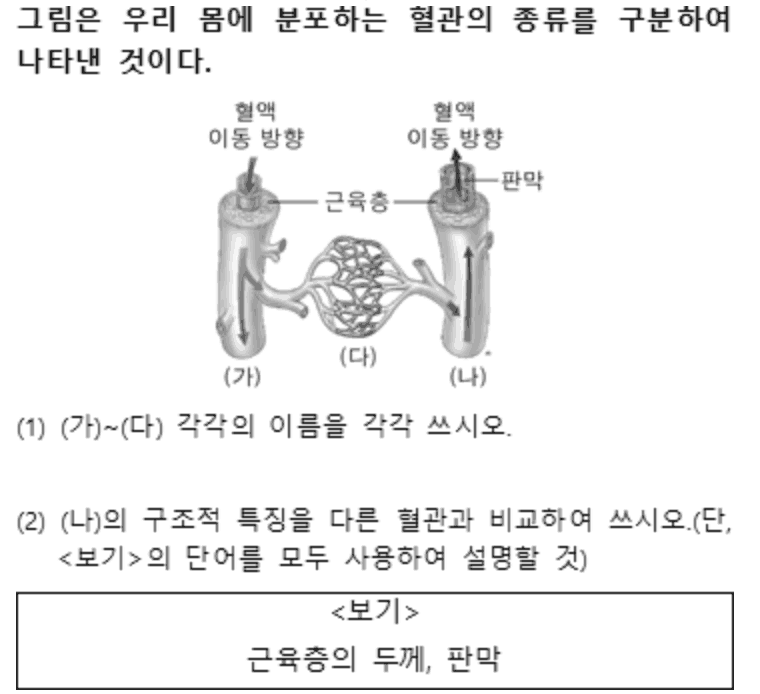 그림은 우리 몸에 분포하는 혈관의 종류를 구분하여
나타낸 것이다.
혈액
이동 방향
혈액
이동 방향
판막
근육층
(다)
(가)
(나)
(1) (가)~(다) 각각의 이름을 각각 쓰시오.
(2) (나)의 구조적 특징을 다른 혈관과 비교하여 쓰시오.(단,
<보기>의 단어를 모두 사용하여 설명할 것)
<보기>
근육층의 두께, 판막